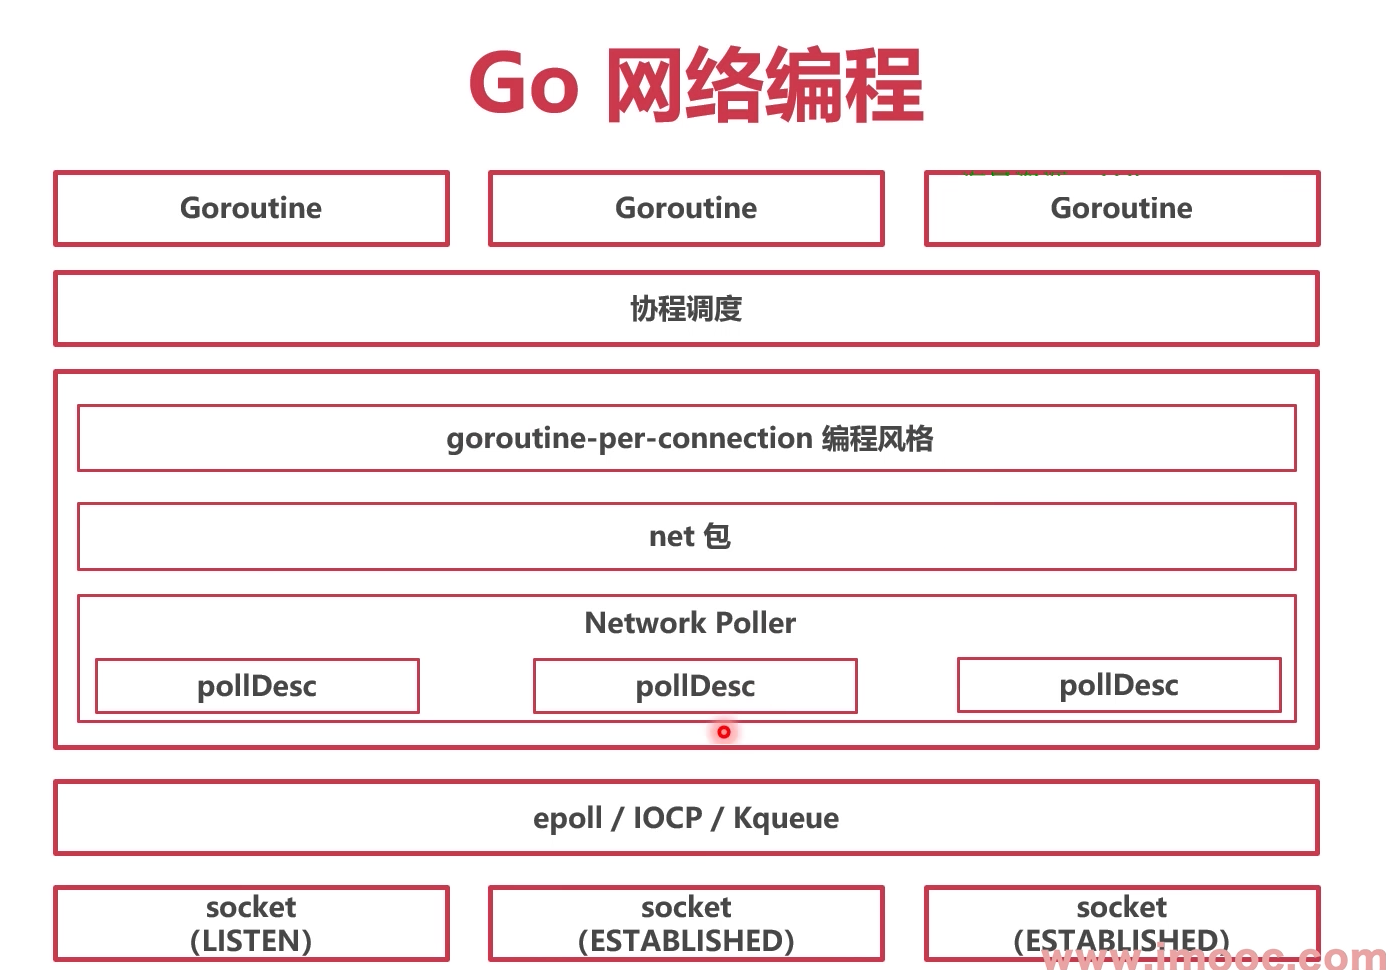 Go 网络编程
Goroutine
Goroutine
Goroutine
协程调度
goroutine-per-connection 编程风格
net 包
Network Poller
pollDesc
pollDesc
pollDesc
epoll / IOCP / Kqueue
socket
(LISTEN)
socket
(ESTABLISHED)
socket
(ESTABLISHED)
www.imooc.com